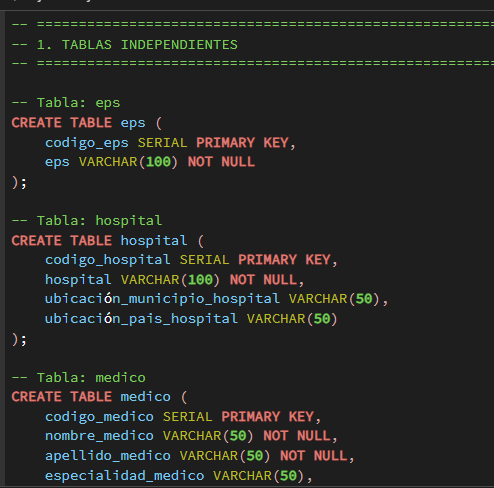 -- ======================================================
-- 1. TABLAS INDEPENDIENTES
-- ======================================================
-- Tabla: eps
CREATE TABLE eps (
    codigo_eps SERIAL PRIMARY KEY,
    eps VARCHAR(100) NOT NULL
);
-- Tabla: hospital
CREATE TABLE hospital (
    codigo_hospital SERIAL PRIMARY KEY,
    hospital VARCHAR(100) NOT NULL,
    ubicación_municipio_hospital VARCHAR(50),
    ubicación_pais_hospital VARCHAR(50)
);
-- Tabla: medico
CREATE TABLE medico (
    codigo_medico SERIAL PRIMARY KEY,
    nombre_medico VARCHAR(50) NOT NULL,
    apellido_medico VARCHAR(50) NOT NULL,
    especialidad_medico VARCHAR(50),